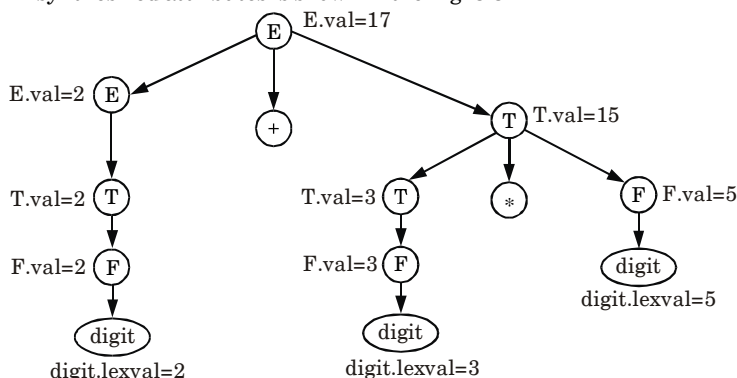 E E.val=17
E.val=2 E
+
T T.val=15
T.val=2 T
T.val=3 T
*
F F.val=5
F.val=2 F
F.val=3 F
digit
digit.lexval=5
digit
digit
digit.lexval=2
digit.lexval=3